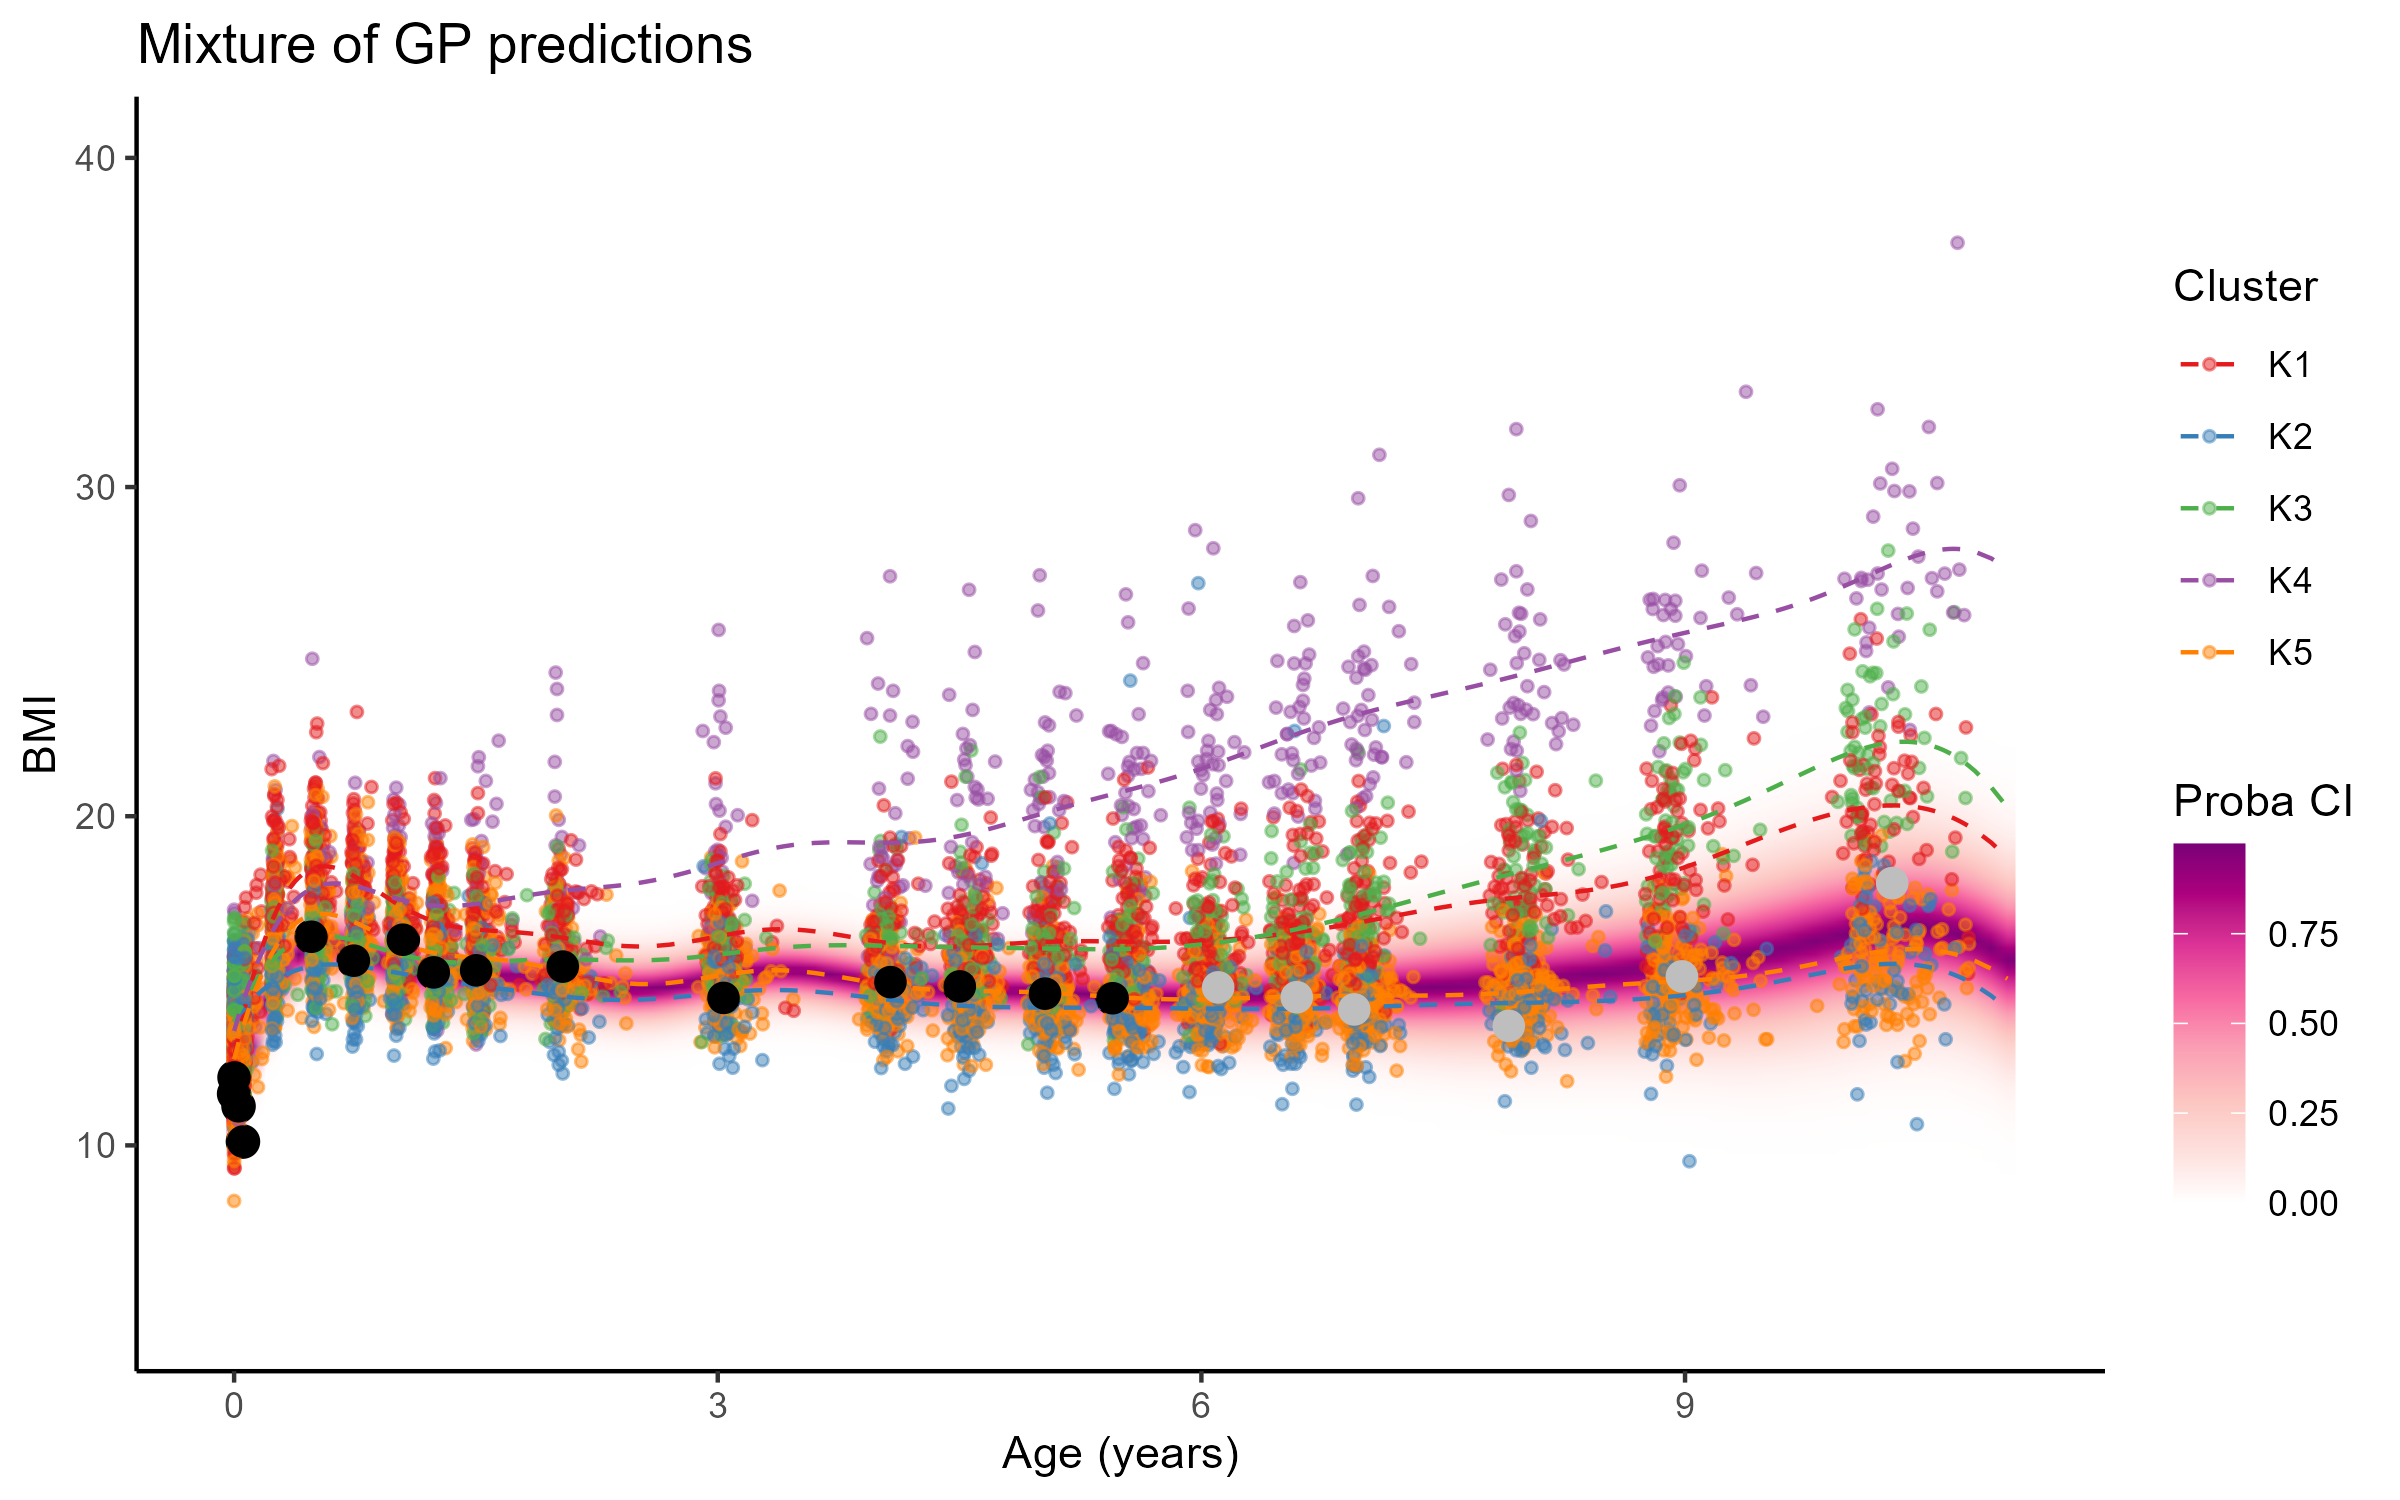 Mixture of GP predictions
40
30
20
10
BMI
0
3
6
9
Age (years)
Cluster
K1
K2
K3
K4
K5
Proba CI
0.75
0.50
0.25
0.00